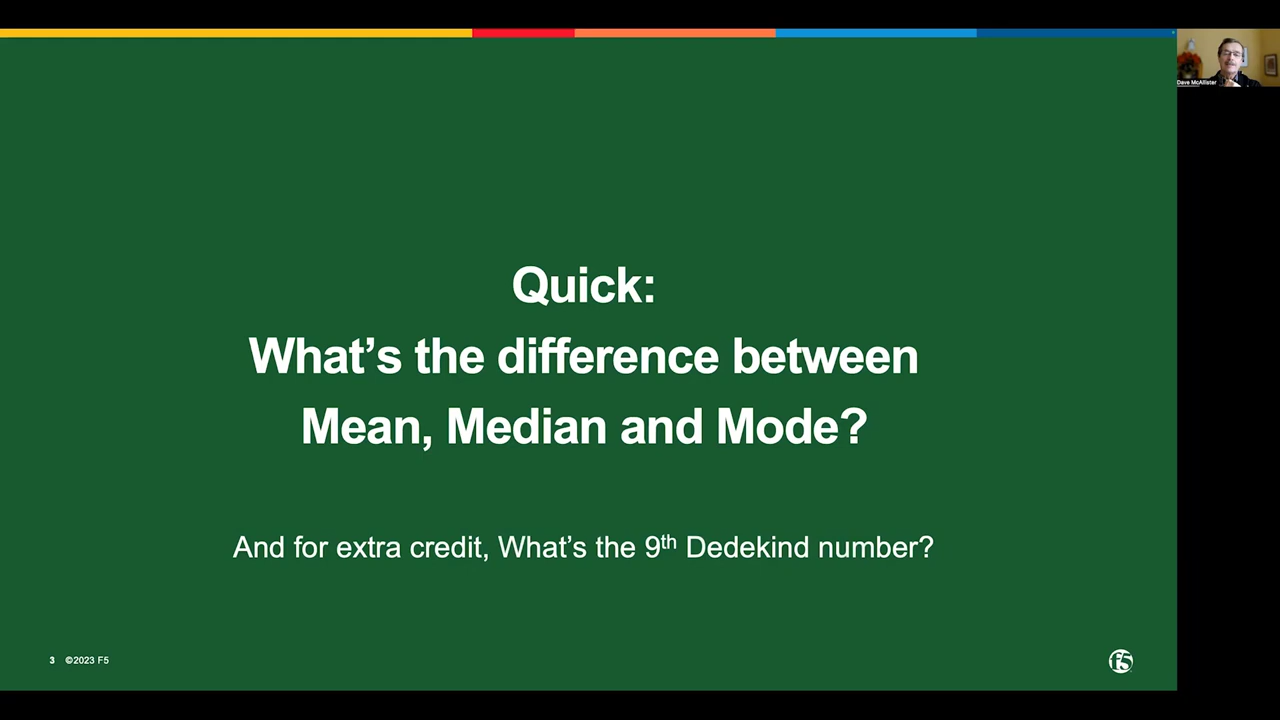 Dave McAllister
Quick:
What's the difference between
Mean, Median and Mode?
And for extra credit, What's the 9th Dedekind number?
3 ©2023 F5
f5